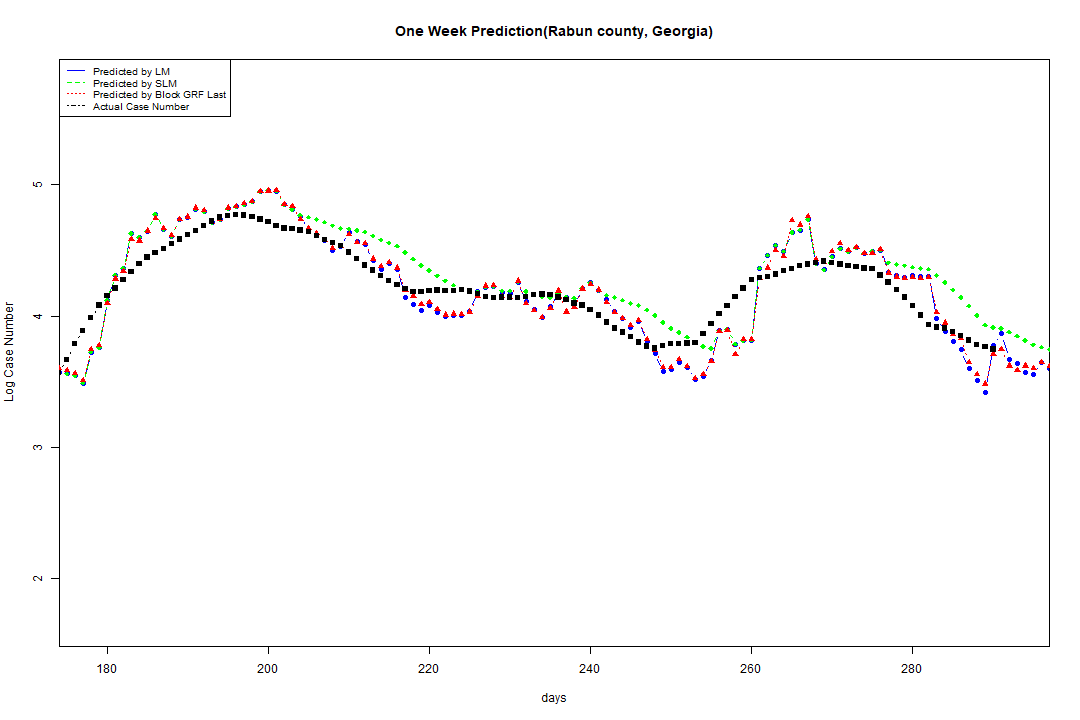 One Week Prediction(Rabun county, Georgia)
Predicted by LM
Predicted by SLM
Predicted by Block GRF Last
Actual Case Number
5
4
3
2
Log Case Number
180 200 220 240 260 280
days